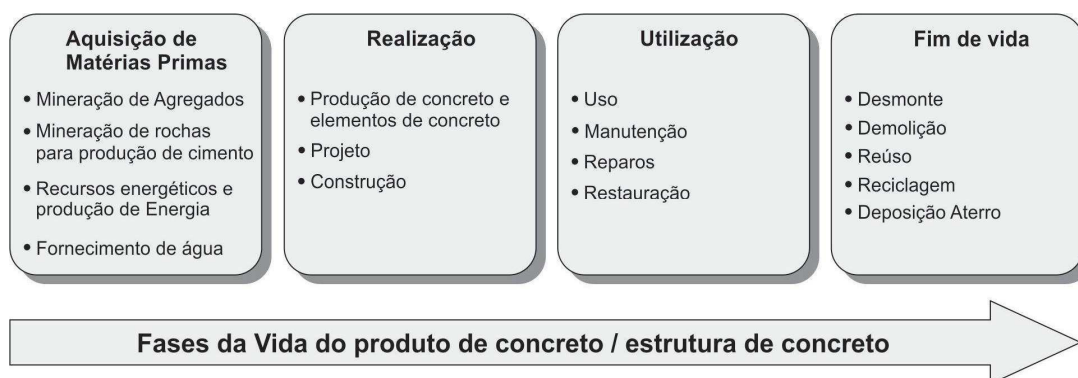 Aquisição de
Matérias Primas
• Mineração de Agregados
• Mineração de rochas
para produção de cimento
• Recursos energéticos e
produção de Energia
• Fornecimento de água
Realização
• Produção de concreto e
elementos de concreto
• Projeto
• Construção
Utilização
• Uso
• Manutenção
• Reparos
• Restauração
Fim de vida
• Desmonte
• Demolição
• Reúso
• Reciclagem
• Deposição Aterro
Fases da Vida do produto de concreto / estrutura de concreto